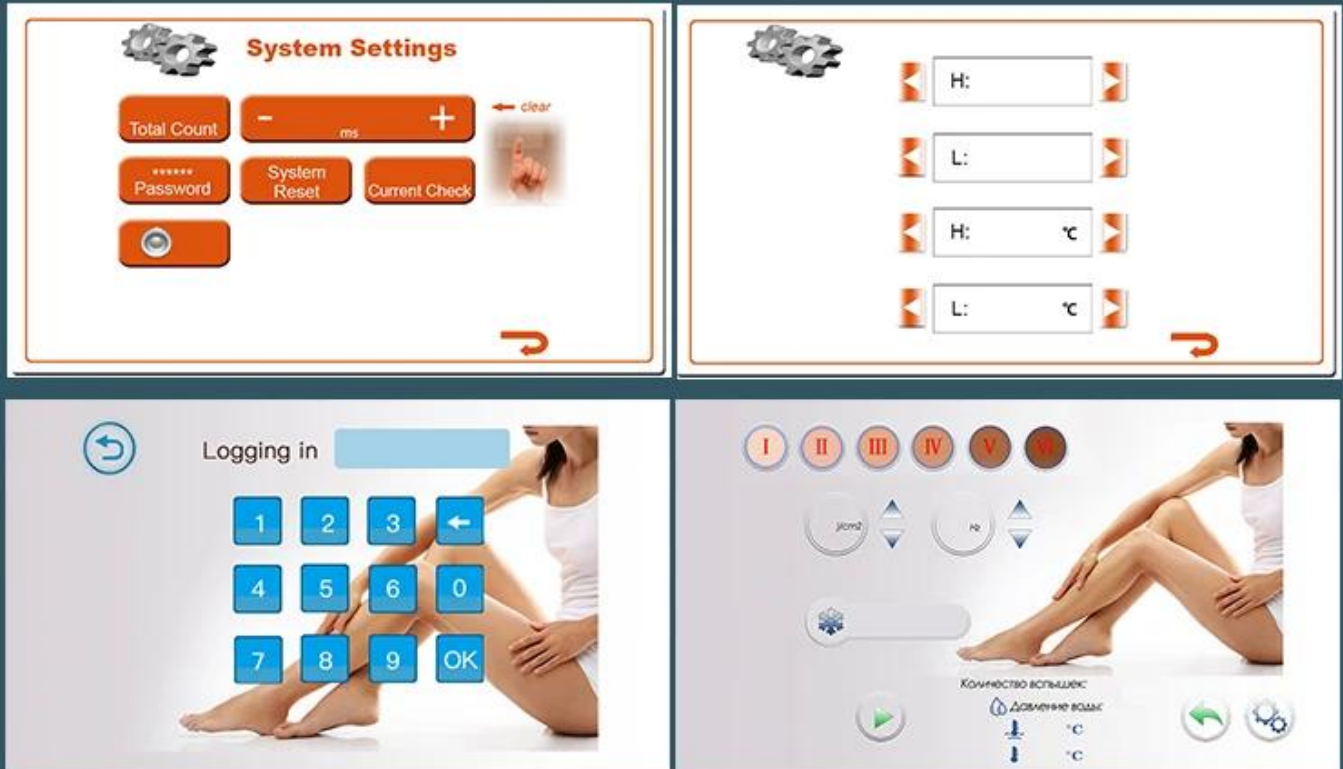 System Settings
Total Count
- ms +
← clear
****** Password
System Reset
Current Check
H:
L:
H: ℃
L: ℃
Logging in
1 2 3 ←
4 5 6 0
7 8 9 OK
I II III IV V VI
J/cm2
Hz
Количество вспышек:
Давление воды:
°C
°C